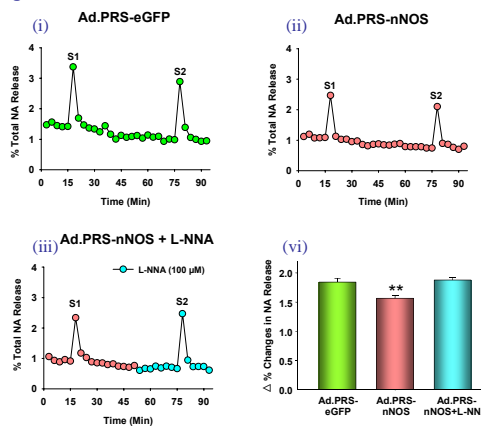 Ad.PRS-eGFP
(i)
S1
S2
% Total NA Release
4
3
2
1
0
0 15 30 45 60 75 90
Time (Min)
Ad.PRS-nNOS
(ii)
S1
S2
% Total NA Release
4
3
2
1
0
0 15 30 45 60 75 90
Time (Min)
(iii) Ad.PRS-nNOS + L-NNA
L-NNA (100 µM)
S1
S2
% Total NA Release
4
3
2
1
0
0 15 30 45 60 75 90
Time (Min)
(vi)
△ % Changes in NA Release
2.0
1.5
1.0
0.5
0.0
**
Ad.PRS- Ad.PRS- Ad.PRS-
eGFP nNOS nNOS+L-NN